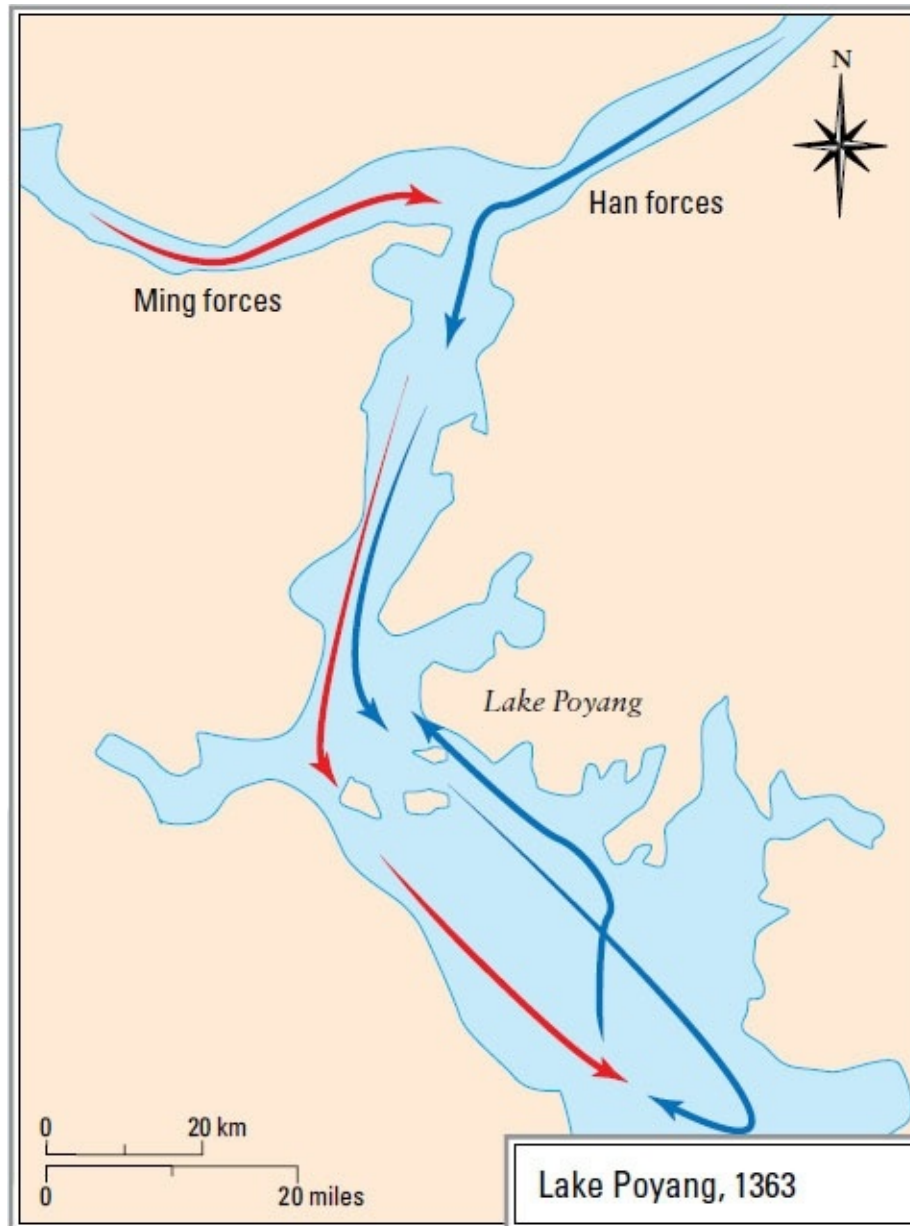 N
Han forces
Ming forces
Lake Poyang
0 20 km
0 20 miles
Lake Poyang, 1363